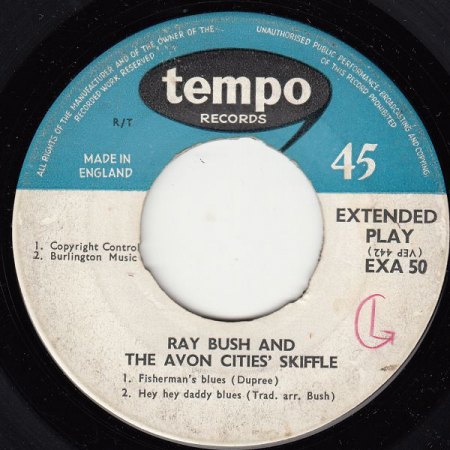 ALL RIGHTS OF THE MANUFACTURER AND OF THE OWNER OF THE
RECORDED WORK RESERVED
UNAUTHORISED PUBLIC PERFORMANCE, BROADCASTING AND COPYING
OF THIS RECORD PROHIBITED
tempo
RECORDS
R/T
MADE IN
ENGLAND
45
EXTENDED
PLAY
(VEP 442)
EXA 50
1. Copyright Control
2. Burlington Music
RAY BUSH AND
THE AVON CITIES' SKIFFLE
1. Fisherman's blues (Dupree)
2. Hey hey daddy blues (Trad. arr. Bush)